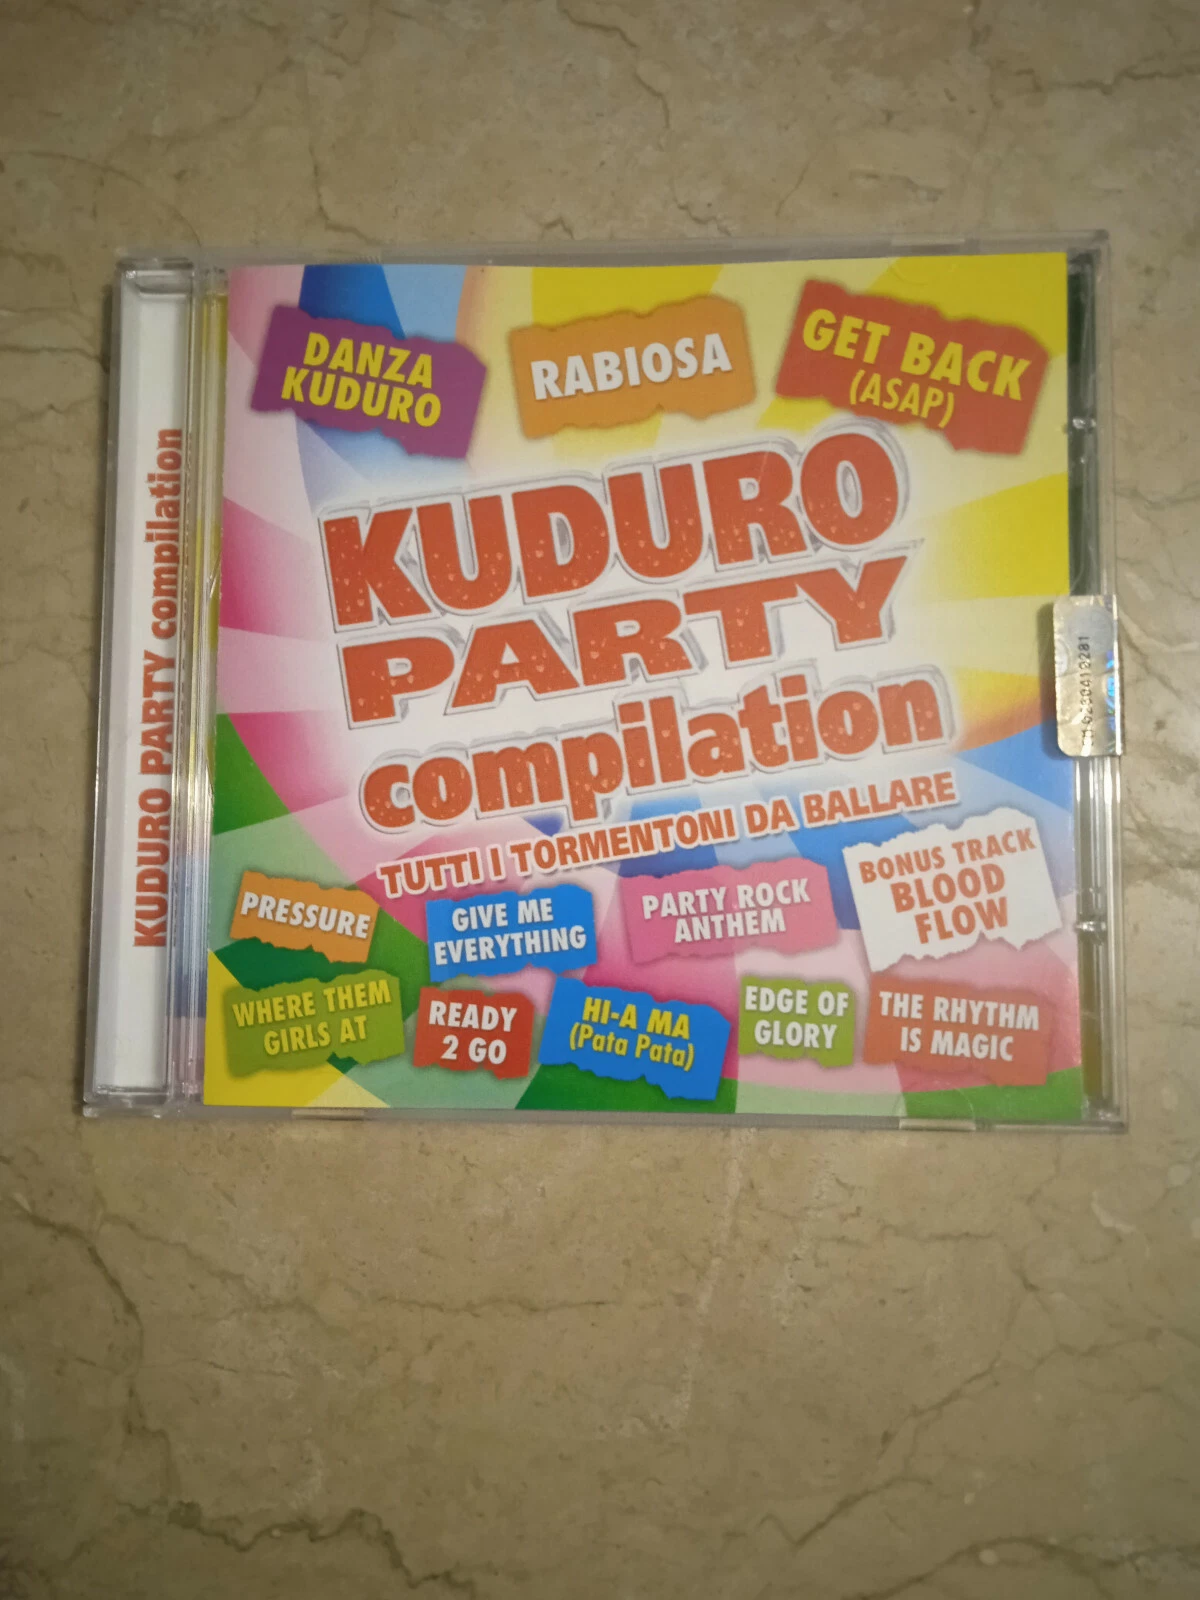 KUDURO PARTY compilation
DANZA
KUDURO
RABIOSA
GET BACK
(ASAP)
KUDURO
PARTY
compilation
TUTTI I TORMENTONI DA BALLARE
PRESSURE
GIVE ME
EVERYTHING
PARTY ROCK
ANTHEM
BONUS TRACK
BLOOD
FLOW
WHERE THEM
GIRLS AT
READY
2 GO
HI-A MA
(Pata Pata)
EDGE OF
GLORY
THE RHYTHM
IS MAGIC